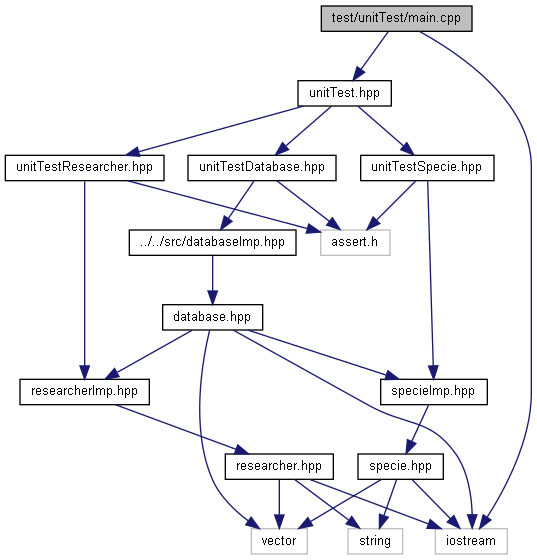 test/unitTest/main.cpp
unitTest.hpp
unitTestResearcher.hpp
unitTestDatabase.hpp
unitTestSpecie.hpp
../../src/databaseImp.hpp
assert.h
database.hpp
researcherImp.hpp
specieImp.hpp
researcher.hpp
specie.hpp
vector
string
iostream